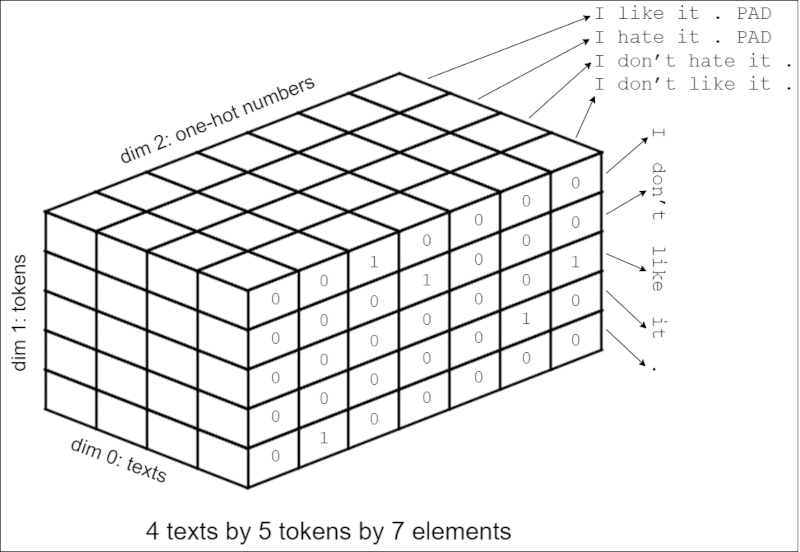 I like it . PAD
I hate it . PAD
I don't hate it .
I don't like it .
dim 2: one-hot numbers
I don't like it .
dim 1: tokens
0 0 1 0 0 0 0
0 0 0 1 0 0 0
0 0 0 0 0 0 1
0 0 0 0 0 1 0
0 1 0 0 0 0 0
dim 0: texts
4 texts by 5 tokens by 7 elements